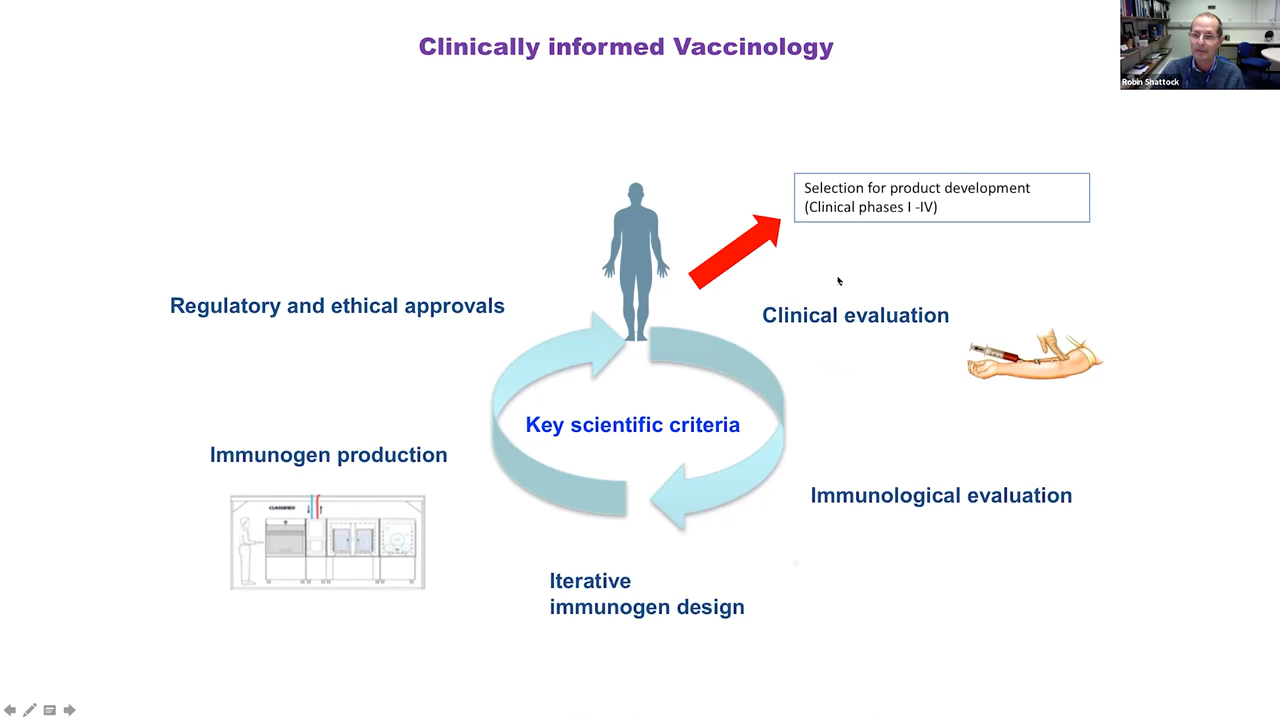 Clinically informed Vaccinology
Robin Shattock
Selection for product development
(Clinical phases I -IV)
Regulatory and ethical approvals
Clinical evaluation
Key scientific criteria
Immunogen production
Immunological evaluation
CLASSIFIED
Iterative
immunogen design